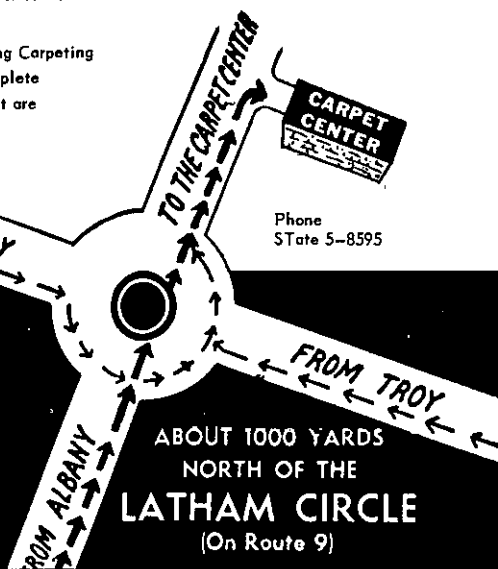 ng Carpeting
plete
t are
TO THE CARPET CENTER
CARPET
CENTER
Phone
STate 5-8595
Y
FROM TROY
FROM ALBANY
ABOUT 1000 YARDS
NORTH OF THE
LATHAM CIRCLE
(On Route 9)